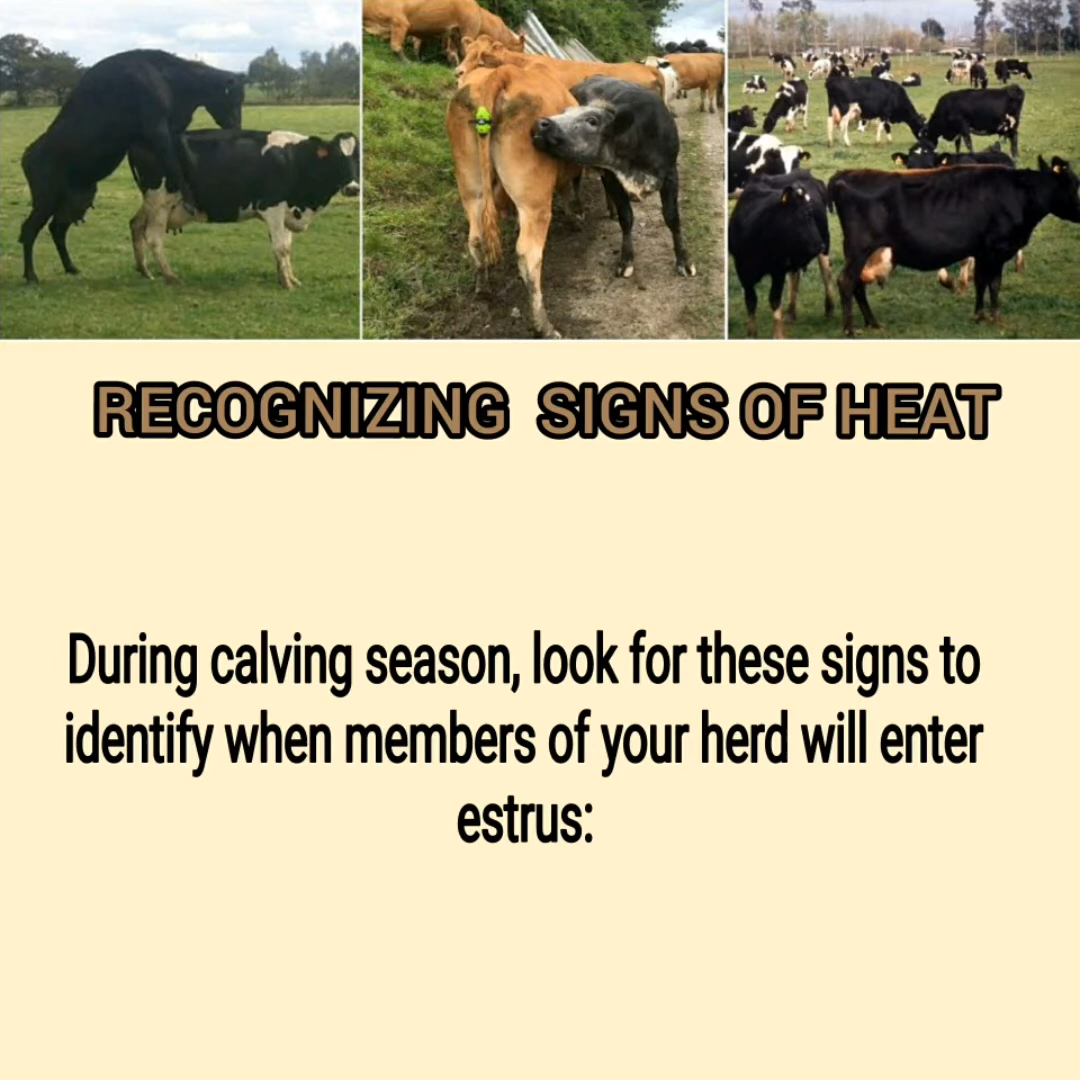 RECOGNIZING SIGNS OF HEAT
During calving season, look for these signs to
identify when members of your herd will enter
estrus: